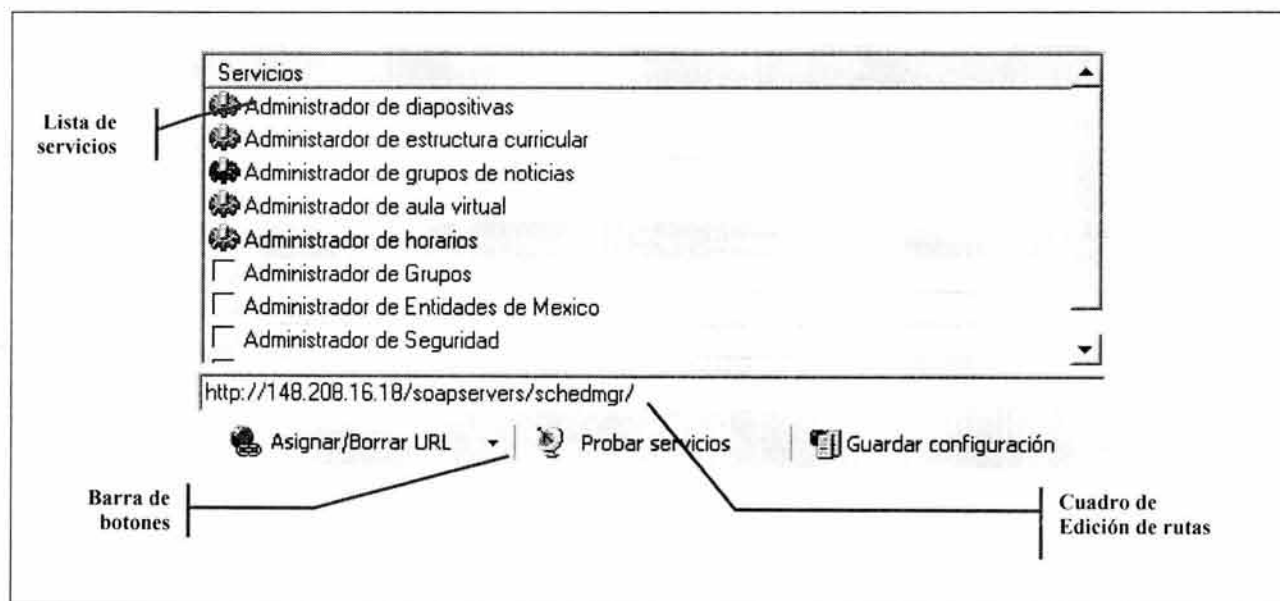 Servicios
Lista de
servicios
Administrador de diapositivas
Administardor de estructura curricular
Administrador de grupos de noticias
Administrador de aula virtual
Administrador de horarios
Administrador de Grupos
Administrador de Entidades de Mexico
Administrador de Seguridad
http://148.208.16.18/soapservers/schedmgr/
Asignar/Borrar URL
Probar servicios
Guardar configuración
Barra de
botones
Cuadro de
Edición de rutas